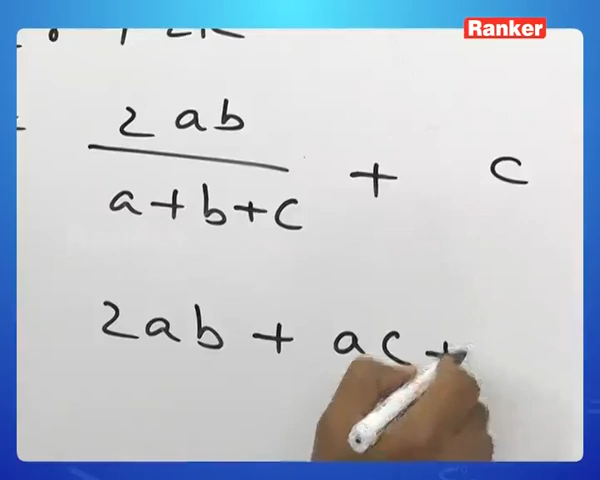 Ranker
2ab
a+b+c
+ c
2ab + ac +